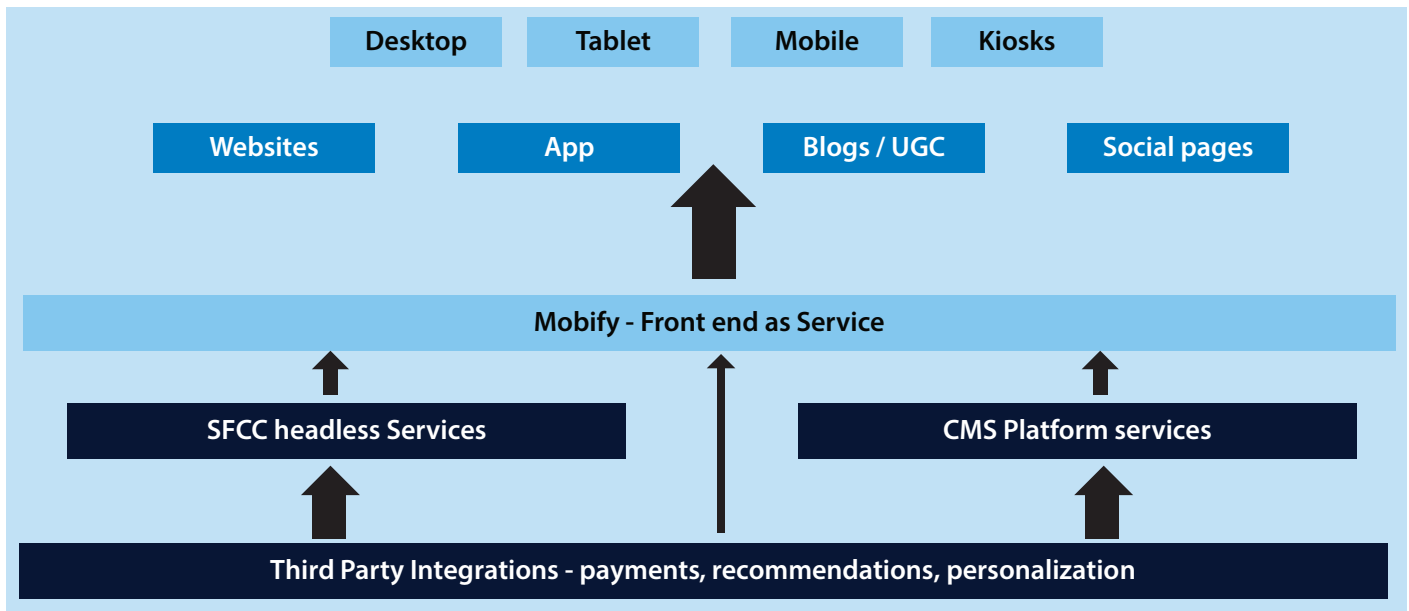 Desktop
Tablet
Mobile
Kiosks
Websites
App
Blogs / UGC
Social pages
Mobify - Front end as Service
SFCC headless Services
CMS Platform services
Third Party Integrations - payments, recommendations, personalization